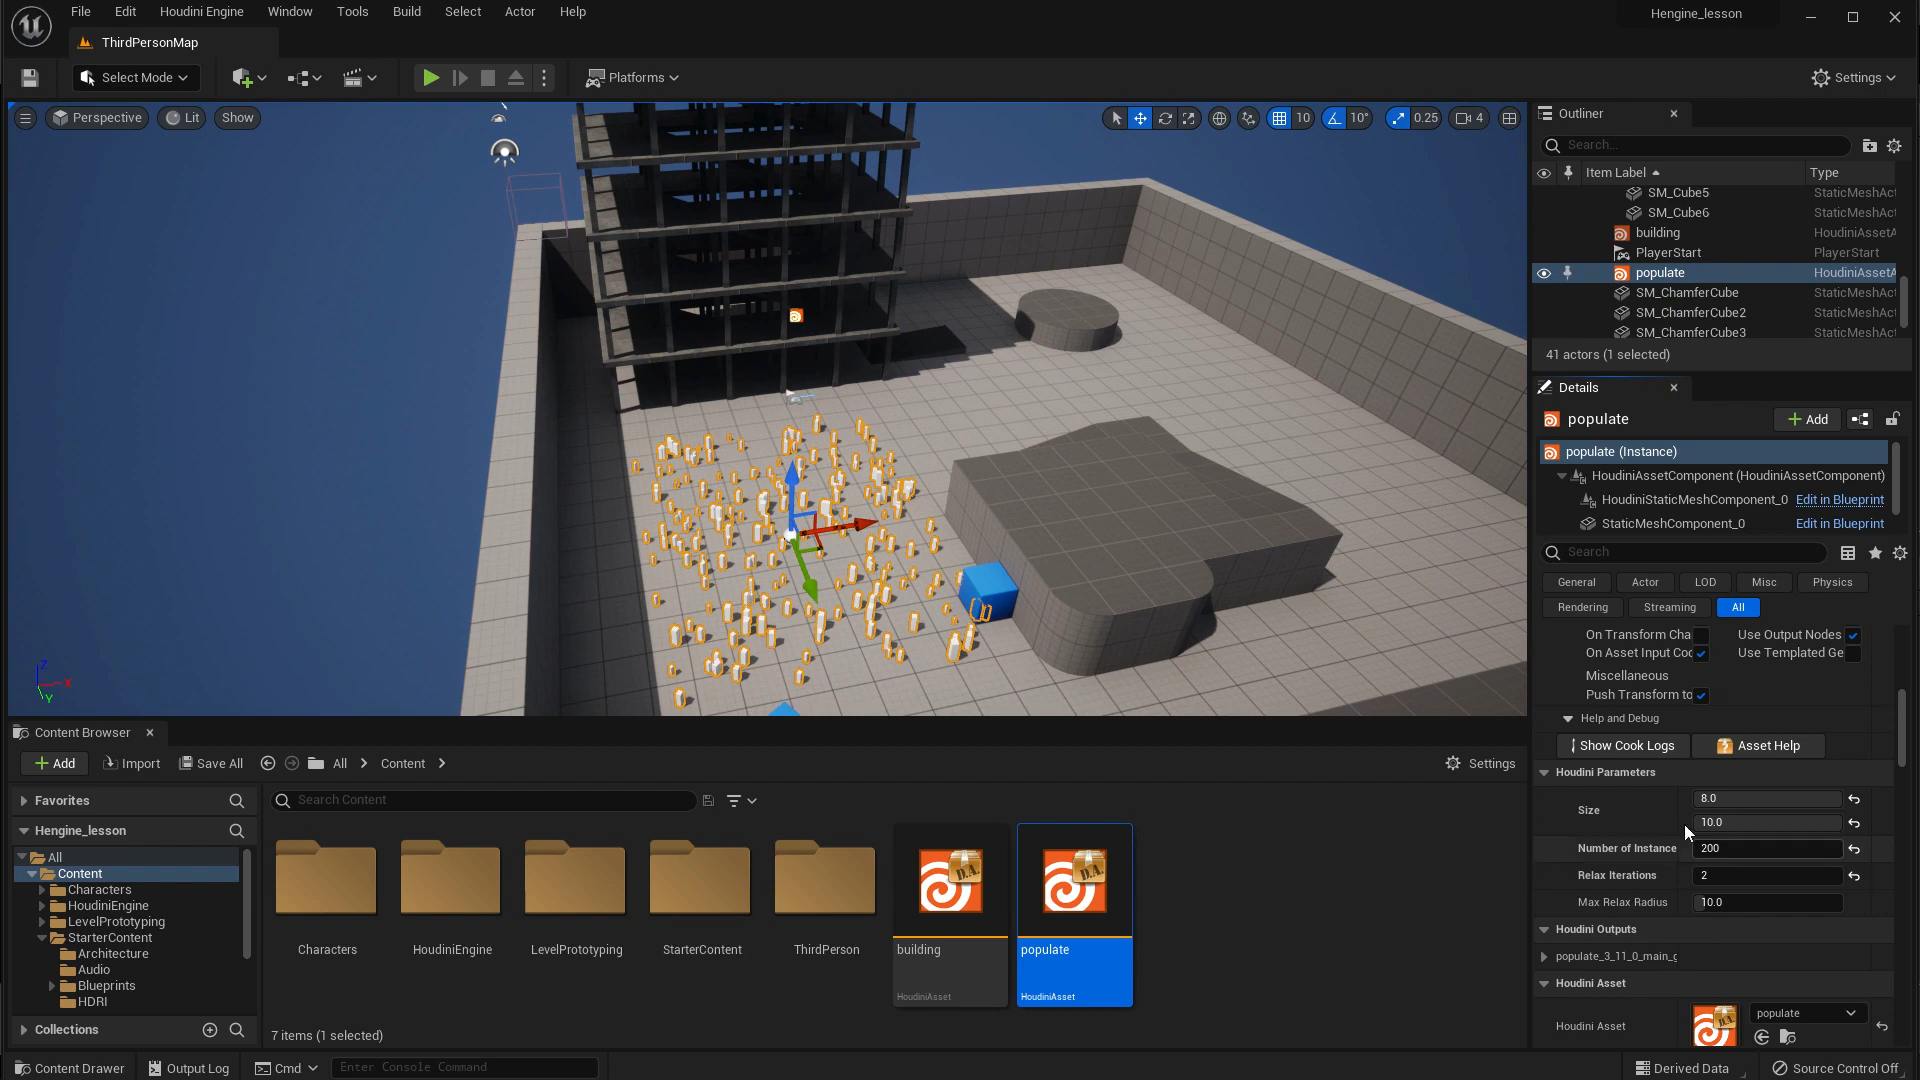 File Edit Houdini Engine Window Tools Build Select Actor Help
Hengine_lesson
ThirdPersonMap
Select Mode
Platforms
Settings
Perspective
Lit
Show
10
10°
0.25
4
Outliner
Search...
Item Label
Type
SM_Cube5 StaticMeshAct
SM_Cube6 StaticMeshAct
building HoudiniAssetA
PlayerStart PlayerStart
populate HoudiniAssetA
SM_ChamferCube StaticMeshAct
SM_ChamferCube2 StaticMeshAct
SM_ChamferCube3 StaticMeshAct
41 actors (1 selected)
Details
populate
Add
populate (Instance)
HoudiniAssetComponent (HoudiniAssetComponent)
HoudiniStaticMeshComponent_0 Edit in Blueprint
StaticMeshComponent_0 Edit in Blueprint
Search
General Actor LOD Misc Physics
Rendering Streaming All
On Transform Cha Use Output Nodes
On Asset Input Coo Use Templated Ge
Miscellaneous
Push Transform to
Help and Debug
Show Cook Logs Asset Help
Houdini Parameters
Size
8.0
10.0
Number of Instance 200
Relax Iterations 2
Max Relax Radius 10.0
Houdini Outputs
populate_3_11_0_main_g
Houdini Asset
Houdini Asset
populate
Content Browser
Add Import Save All All Content
Settings
Favorites
Hengine_lesson
All
Content
Characters
HoudiniEngine
LevelPrototyping
StarterContent
Architecture
Audio
Blueprints
HDRI
Collections
Search Content
Characters
HoudiniEngine
LevelPrototyping
StarterContent
ThirdPerson
building
HoudiniAsset
populate
HoudiniAsset
D.A.
D.A.
D.A.
X
Y
Z
7 items (1 selected)
Content Drawer Output Log Cmd Enter Console Command
Derived Data Source Control Off